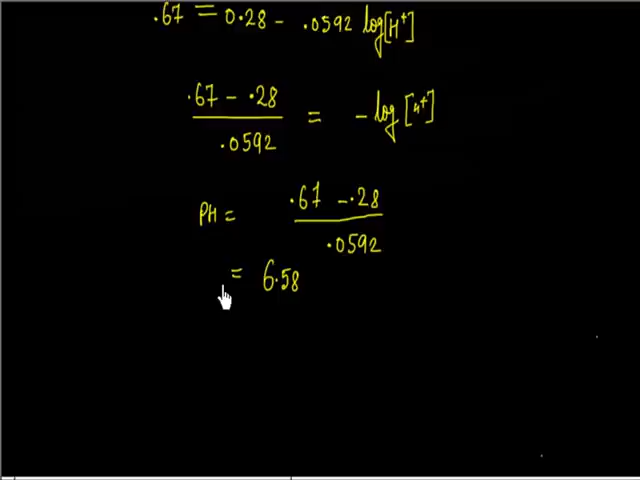 .67 = 0.28 - .0592 log[H⁺]
.67 - .28
.0592
= - log [H⁺]
PH =
.67 - .28
.0592
= 6.58